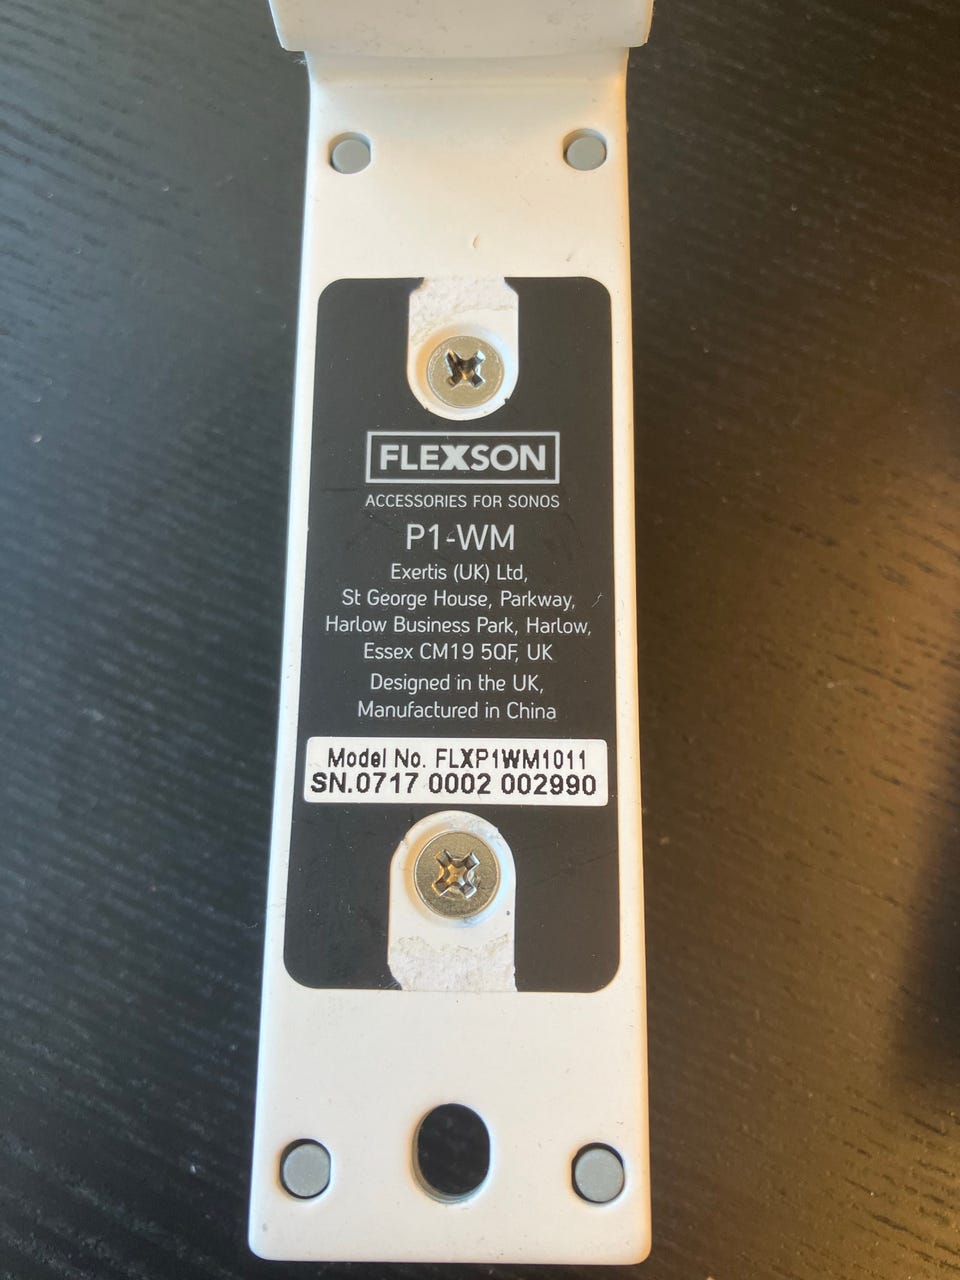 FLEXSON
ACCESSORIES FOR SONOS
P1-WM
Exertis (UK) Ltd,
St George House, Parkway,
Harlow Business Park, Harlow,
Essex CM19 5QF, UK
Designed in the UK,
Manufactured in China
Model No. FLXP1WM1011
SN.0717 0002 002990